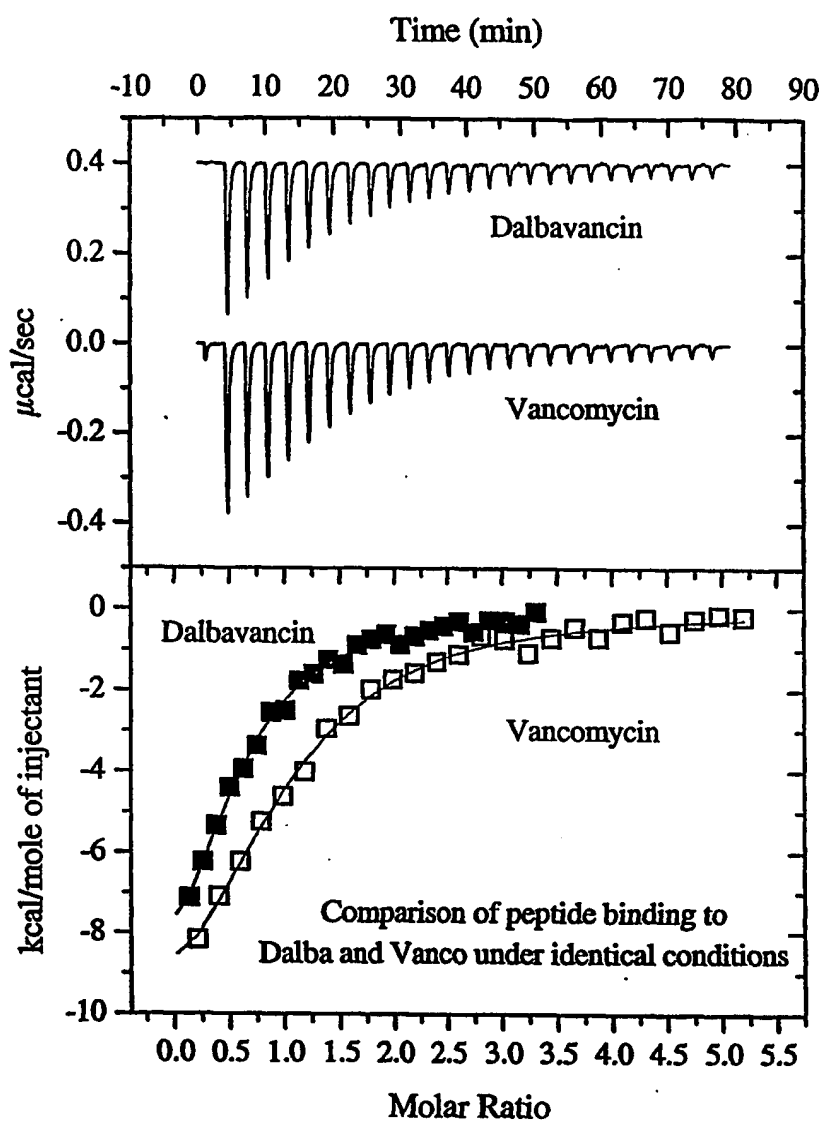 Time (min)
-10 0 10 20 30 40 50 60 70 80 90
0.4
0.2
0.0
-0.2
-0.4
μcal/sec
Dalbavancin
Vancomycin
0
-2
-4
-6
-8
-10
kcal/mole of injectant
Dalbavancin
Vancomycin
Comparison of peptide binding to
Dalba and Vanco under identical conditions
0.0 0.5 1.0 1.5 2.0 2.5 3.0 3.5 4.0 4.5 5.0 5.5
Molar Ratio